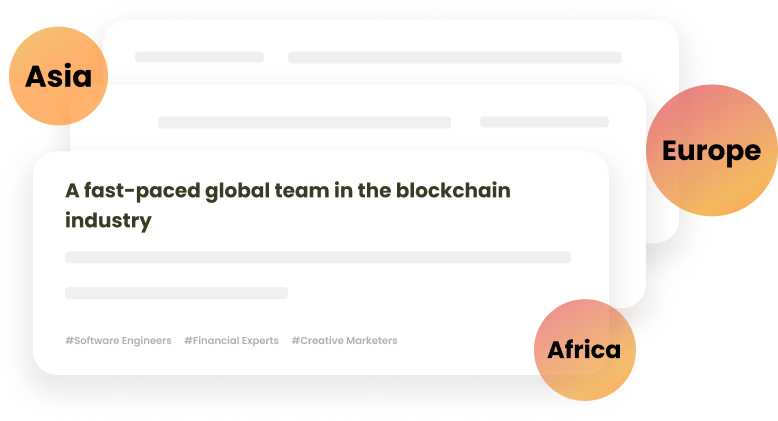 Asia
Europe
A fast-paced global team in the blockchain
industry
#Software Engineers #Financial Experts #Creative Marketers
Africa